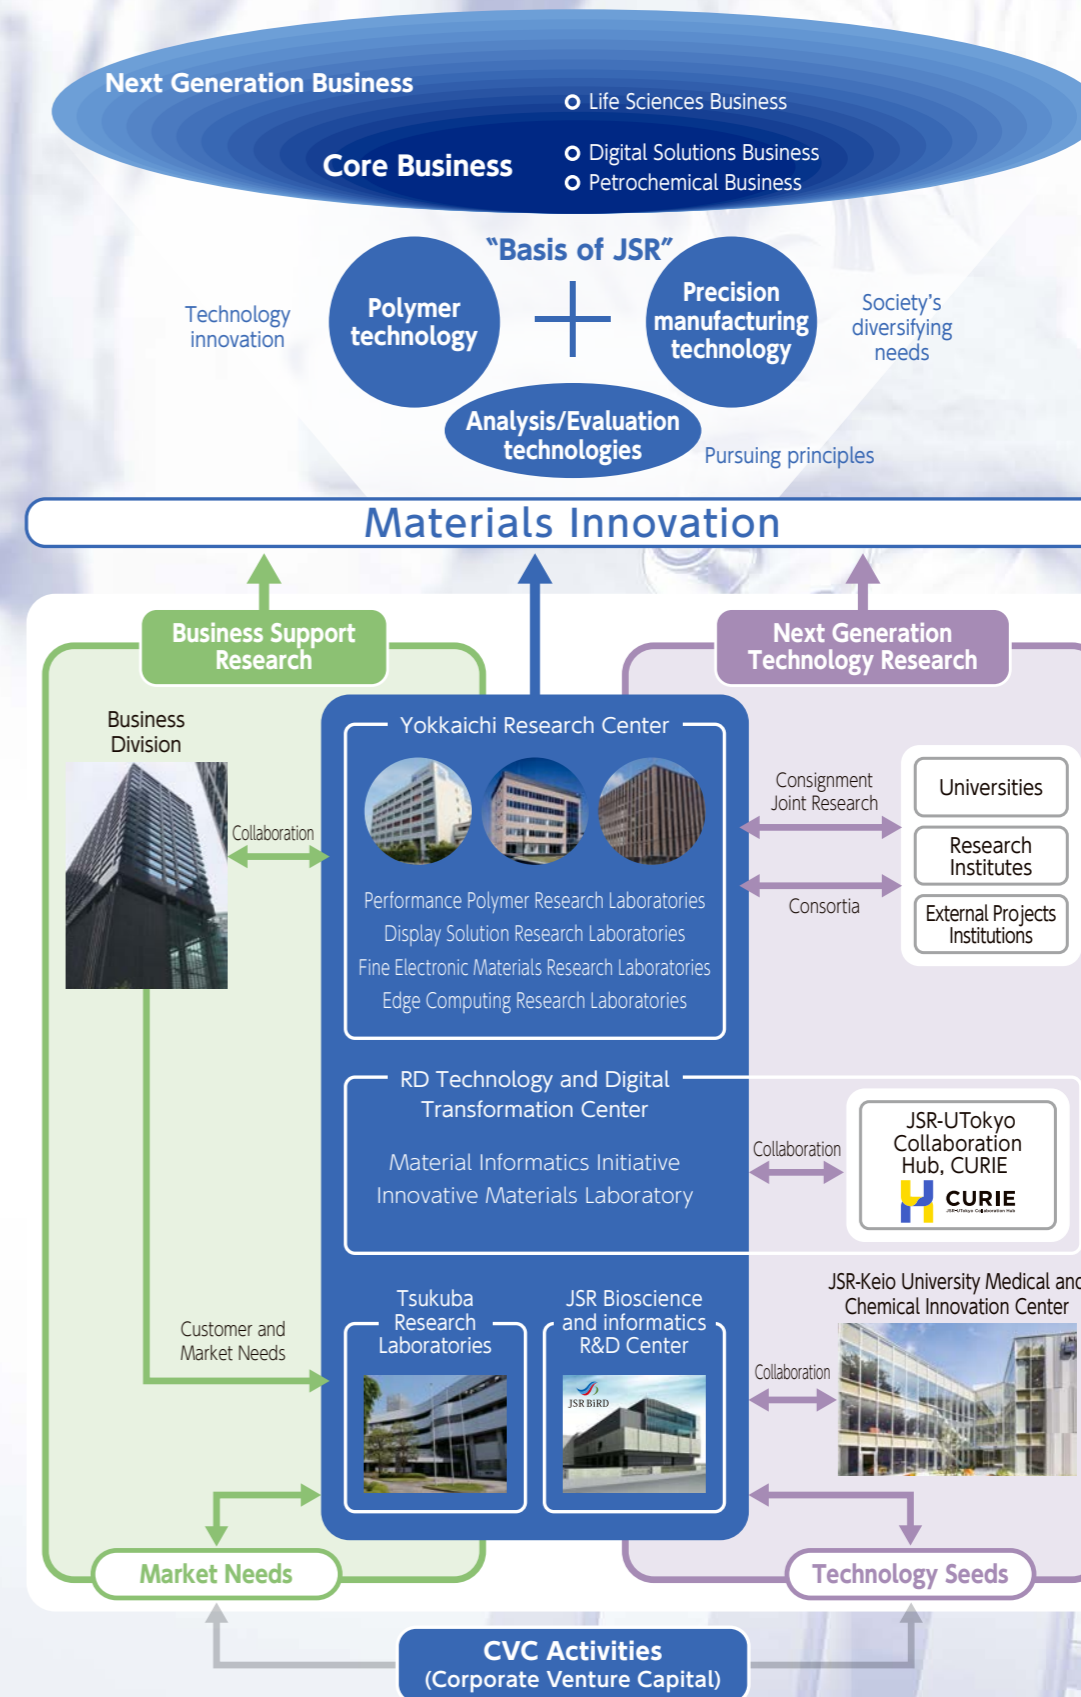 Next Generation Business
Life Sciences Business
Core Business
Digital Solutions Business
Petrochemical Business
"Basis of JSR"
Technology
innovation
Polymer
technology
Precision
manufacturing
technology
Society's
diversifying
needs
Analysis/Evaluation
technologies
Pursuing principles
Materials Innovation
Business Support
Research
Next Generation
Technology Research
Business
Division
Collaboration
Yokkaichi Research Center
Performance Polymer Research Laboratories
Display Solution Research Laboratories
Fine Electronic Materials Research Laboratories
Edge Computing Research Laboratories
Consignment
Joint Research
Consortia
Universities
Research
Institutes
External Projects
Institutions
RD Technology and Digital
Transformation Center
Material Informatics Initiative
Innovative Materials Laboratory
Collaboration
JSR-UTokyo
Collaboration
Hub, CURIE
CURIE
JSR-UTokyo Collaboration Hub
Customer and
Market Needs
Tsukuba
Research
Laboratories
JSR Bioscience
and informatics
R&D Center
JSR BiRD
Collaboration
JSR-Keio University Medical and
Chemical Innovation Center
Market Needs
Technology Seeds
CVC Activities
(Corporate Venture Capital)